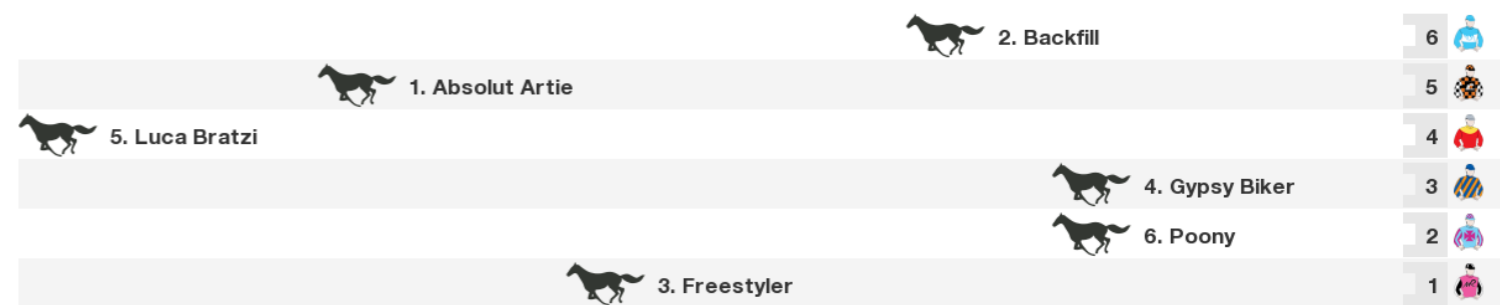 2. Backfill 6
1. Absolut Artie 5
5. Luca Bratzi 4
4. Gypsy Biker 3
6. Poony 2
3. Freestyler 1